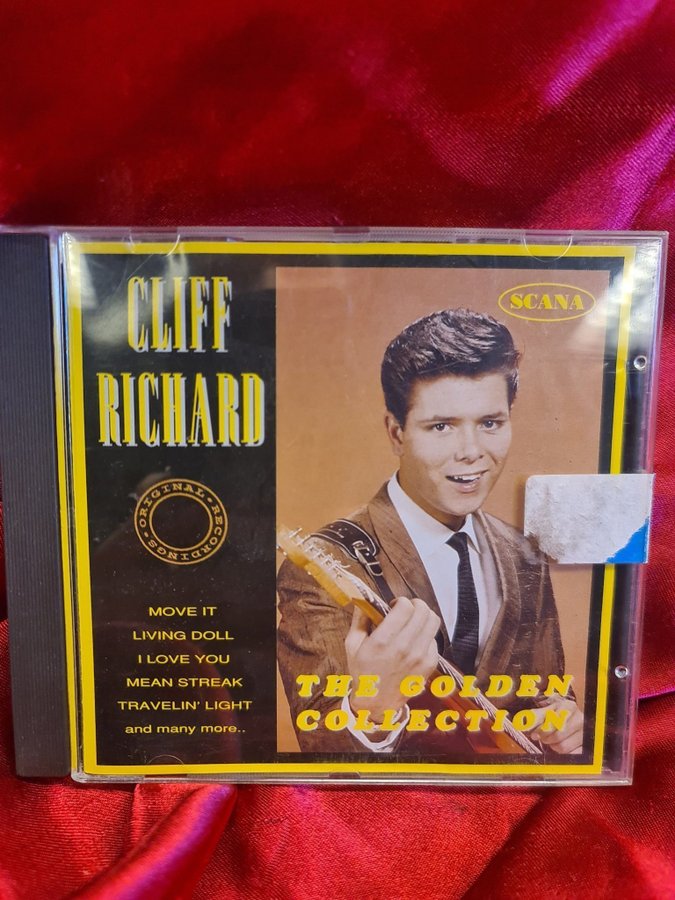 CLIFF
RICHARD
SCANA
ORIGINAL • RECORDINGS •
MOVE IT
LIVING DOLL
I LOVE YOU
MEAN STREAK
TRAVELIN' LIGHT
and many more..
THE GOLDEN
COLLECTION